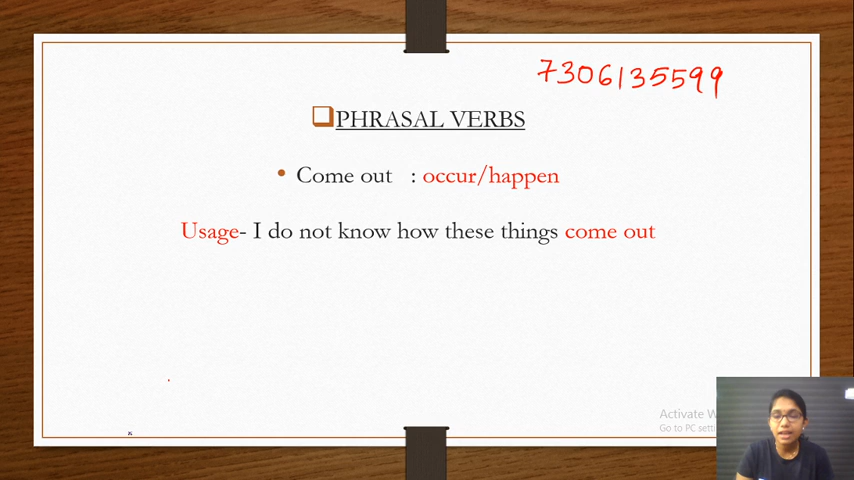 7306135599
PHRASAL VERBS
• Come out : occur/happen
Usage- I do not know how these things come out
Activate W
Go to PC setti